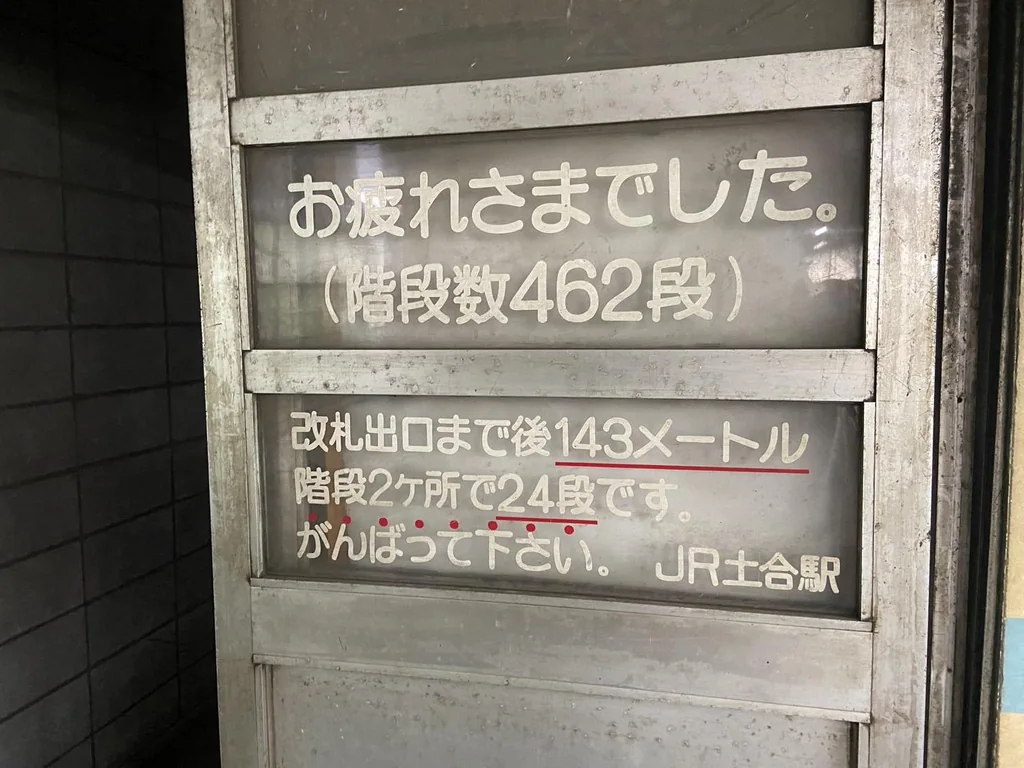 お疲れさまでした。
（階段数462段）
改札出口まで後143メートル
階段2ヶ所で24段です。
がんばって下さい。 JR土合駅